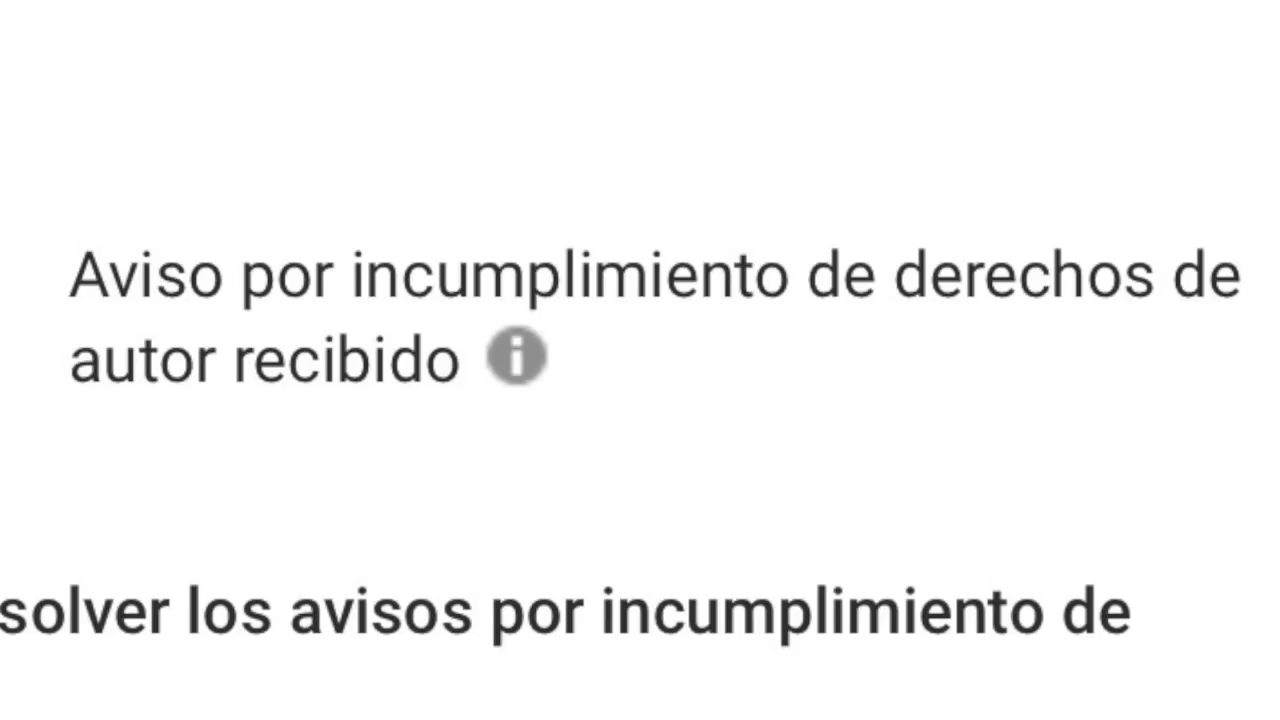 Aviso por incumplimiento de derechos de
autor recibido
solver los avisos por incumplimiento de